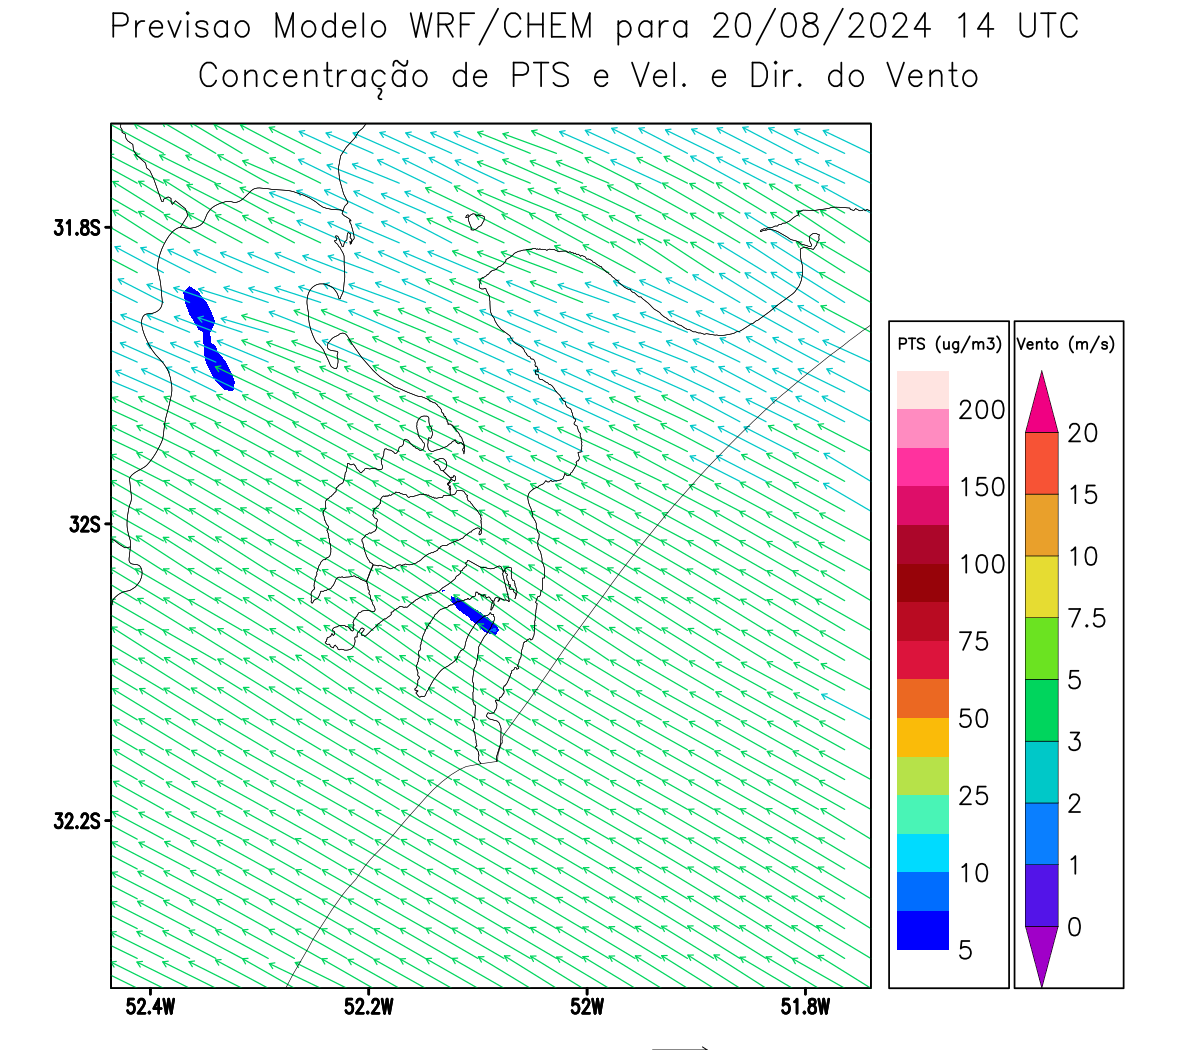 Previsao Modelo WRF/CHEM para 20/08/2024 14 UTC
Concentração de PTS e Vel. e Dir. do Vento
31.8S
32S
32.2S
52.4W 52.2W 52W 51.8W
PTS (ug/m3)
200
150
100
75
50
25
10
5
Vento (m/s)
20
15
10
7.5
5
3
2
1
0